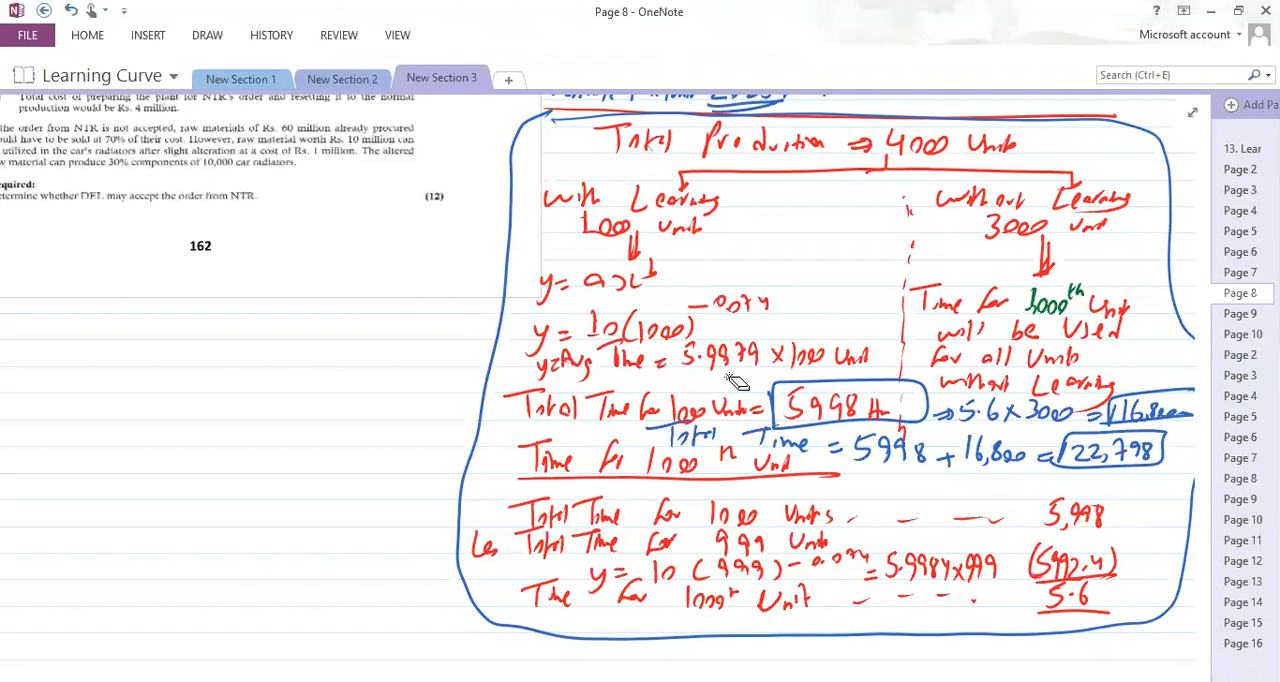 Page 8 - OneNote
FILE HOME INSERT DRAW HISTORY REVIEW VIEW
Microsoft account
Learning Curve New Section 1 New Section 2 New Section 3
Search (Ctrl+E)
Total cost of preparing the plant for NTR's order and resetting it to the normal
production would be Rs. 4 million.
the order from NTR is not accepted, raw materials of Rs. 60 million already procured
ould have to be sold at 70% of their cost. However, raw material worth Rs. 10 million can
utilized in the car's radiators after slight alteration at a cost of Rs. 1 million. The altered
w material can produce 30% components of 10,000 car radiators.
quired:
etermine whether DEL may accept the order from NTR. (12)
162
Total Production ⇒ 4000 Units
With Learning
1000 Units
y = ax^b
y = 10(1000)^-0.074
y=Avg Time = 5.9979 × 1000 Unit
Total Time for 1000 Units = 5998 Hr
Without Learning
3000 Unit
Time for 1000th Unit
will be Used
for all Units
without Learning
⇒ 5.6 × 3000 = 16,800
Total Time = 5998 + 16,800 = 22,798
Time for 1000 th Unit
Total Time for 1000 Units - - - 5,998
Les Total Time for 999 Units
y = 10 (999)^-0.074 = 5.9984×999 (5992.4)
Time for 1000th Unit - - - - 5.6
Add Pa
13. Lear
Page 2
Page 3
Page 4
Page 5
Page 6
Page 7
Page 8
Page 9
Page 10
Page 2
Page 3
Page 4
Page 5
Page 6
Page 7
Page 8
Page 9
Page 10
Page 11
Page 12
Page 13
Page 14
Page 15
Page 16